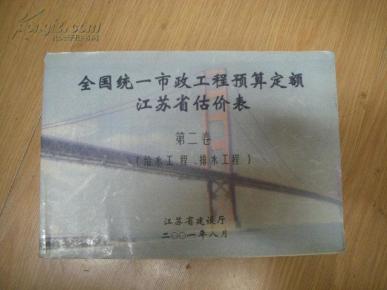 全国统一市政工程预算定额
江苏省估价表
第二卷
（给水工程、排水工程）
江苏省建设厅
二〇〇一年八月